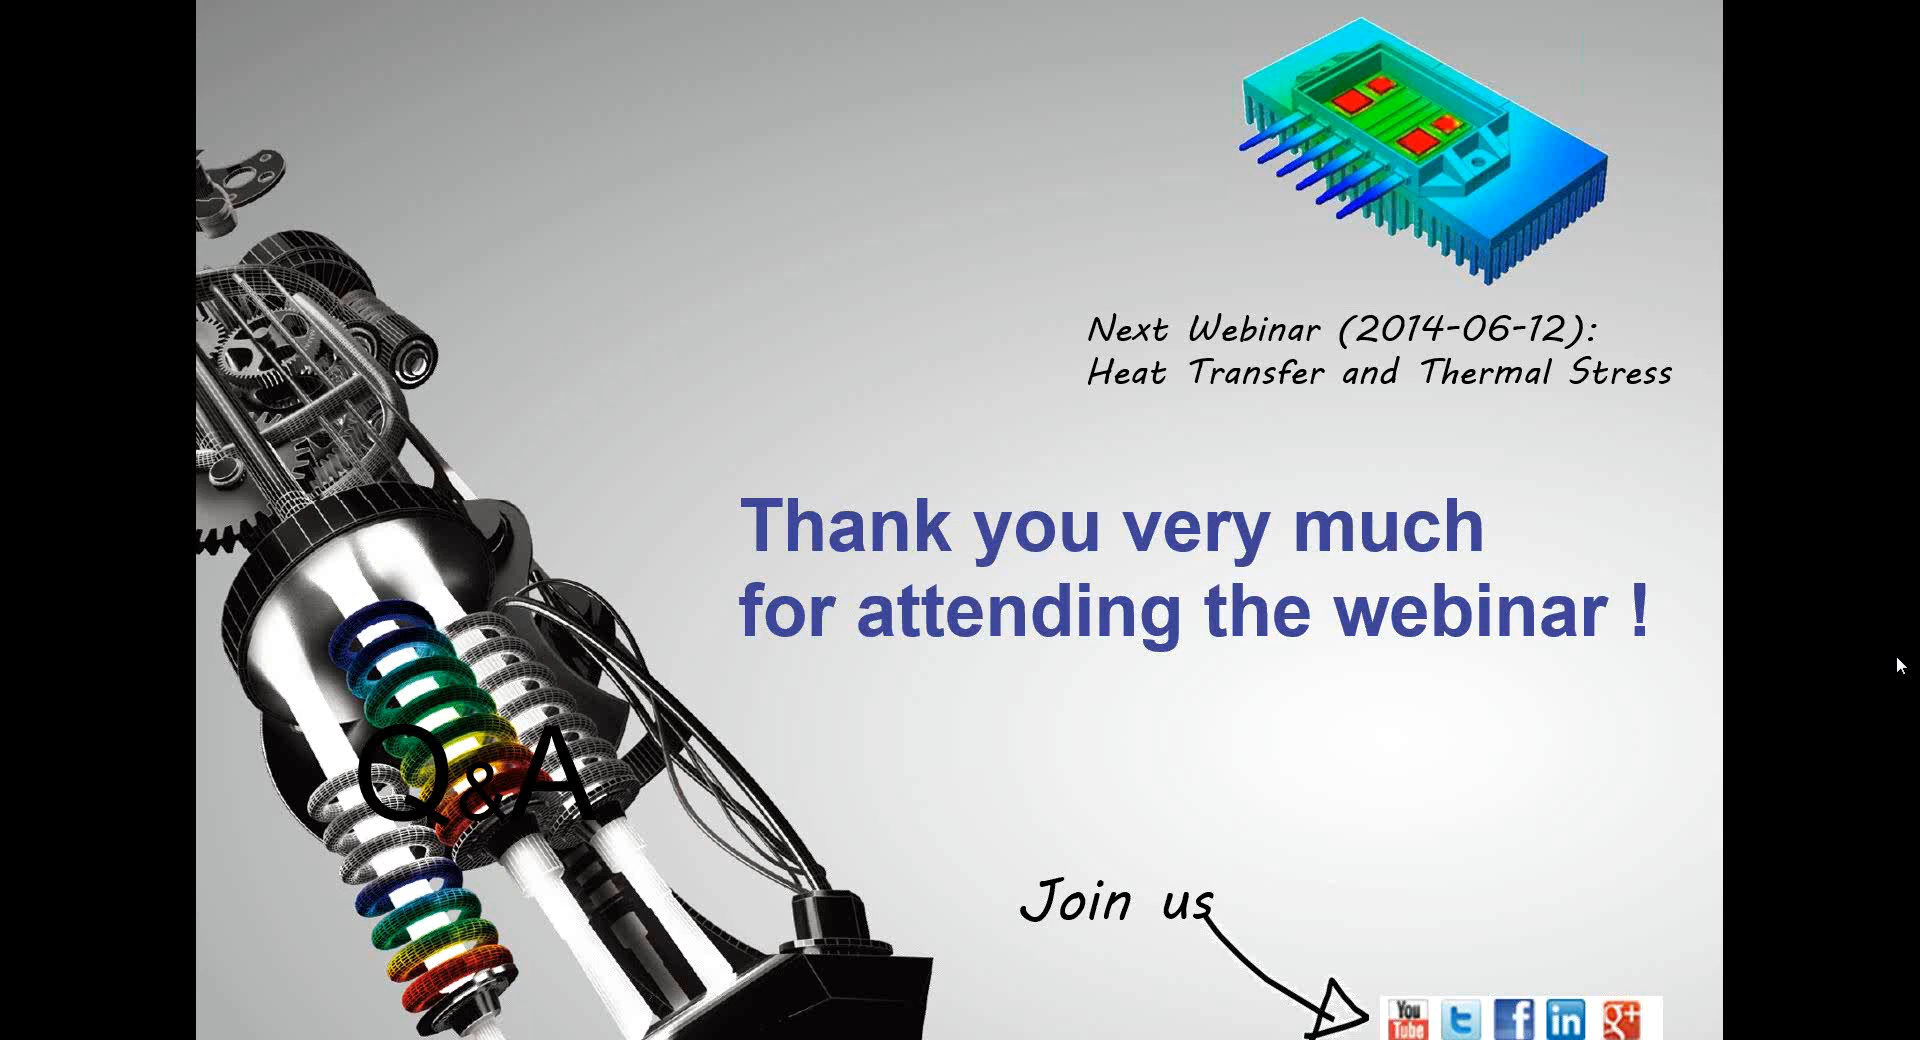 Next Webinar (2014-06-12):
Heat Transfer and Thermal Stress
Thank you very much
for attending the webinar !
Q&A
Join us
You
Tube
t
f
in
g+